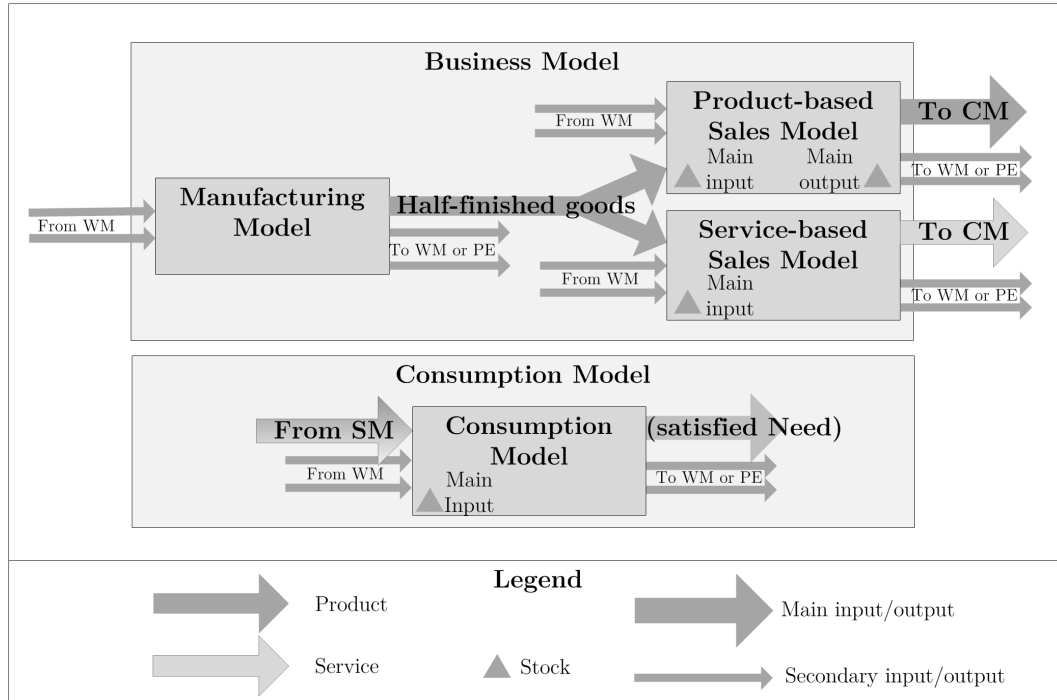 Business Model
Product-based
Sales Model
Main
input
Main
output
From WM
To CM
To WM or PE
Manufacturing
Model
From WM
Half-finished goods
To WM or PE
Service-based
Sales Model
Main
input
From WM
To CM
To WM or PE
Consumption Model
From SM
From WM
Consumption
Model
Main
Input
(satisfied Need)
To WM or PE
Legend
Product
Main input/output
Service
Stock
Secondary input/output